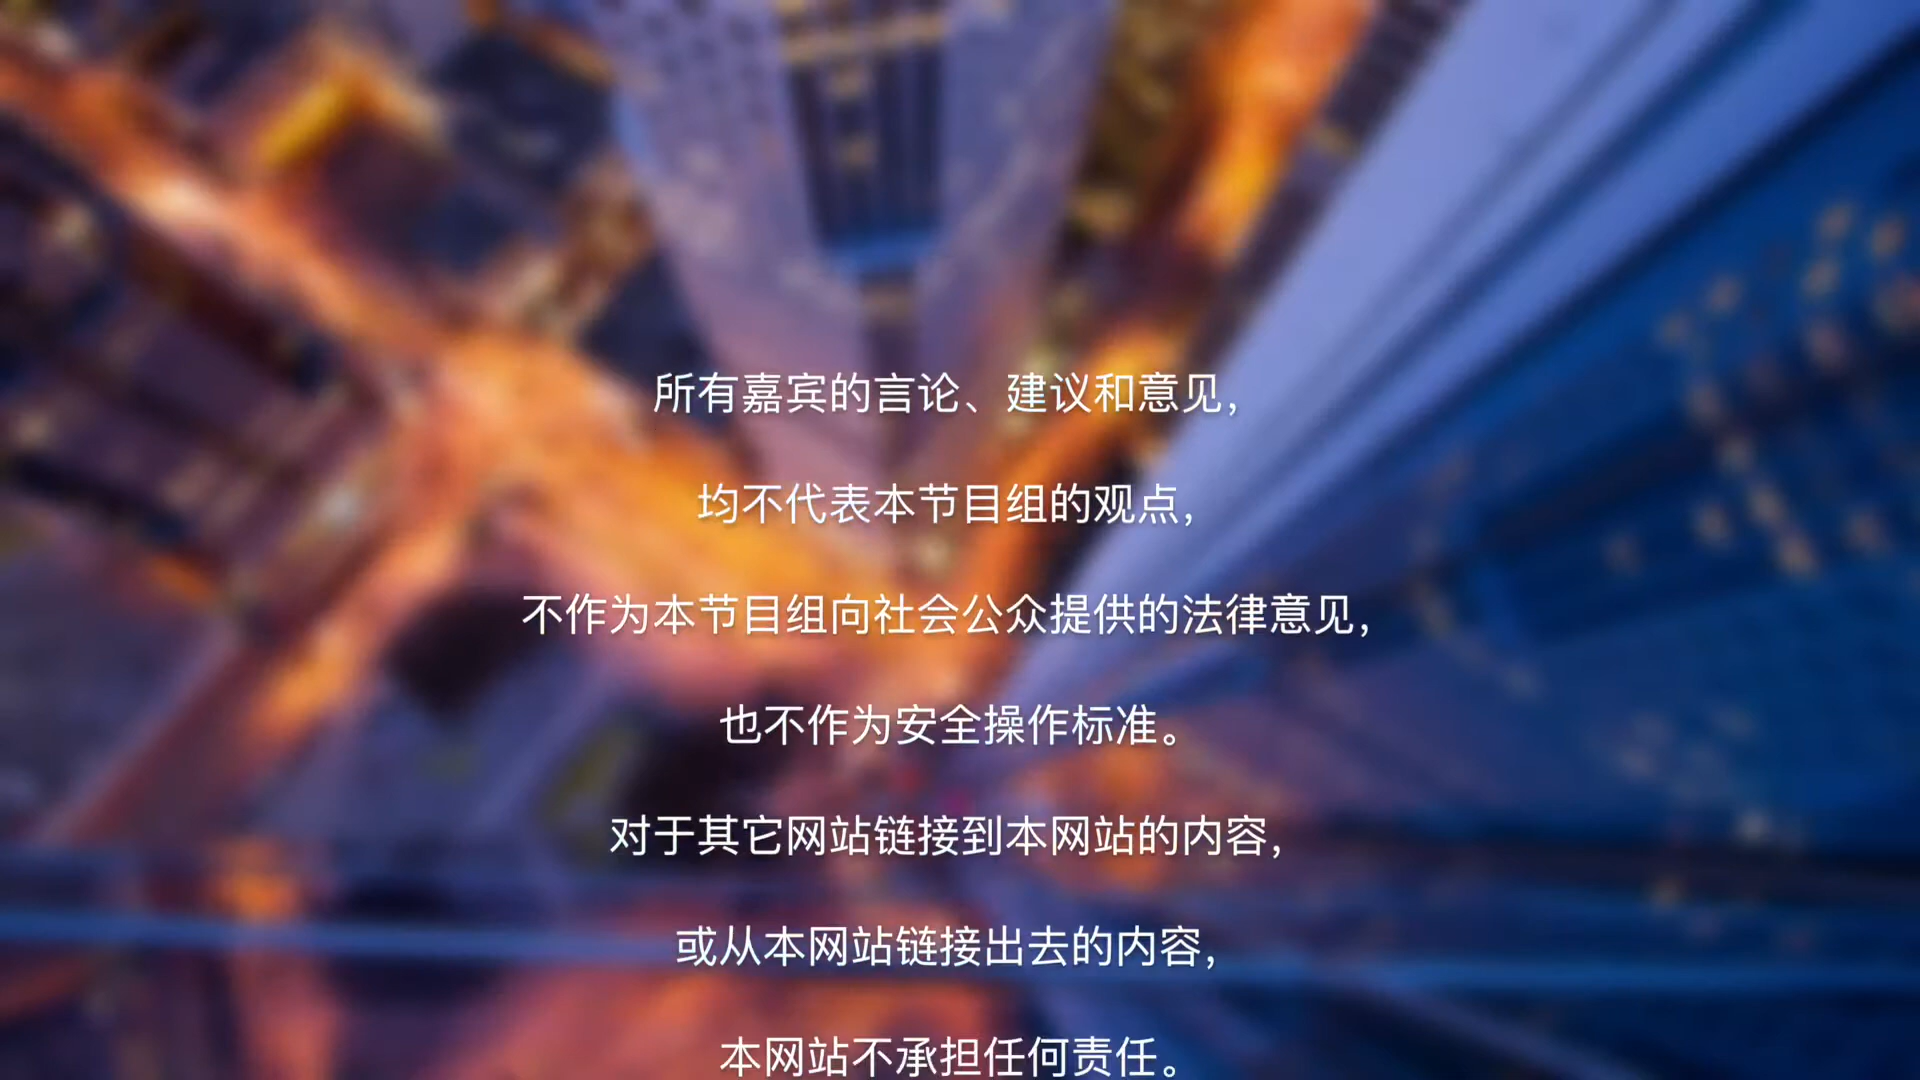 所有嘉宾的言论、建议和意见，
均不代表本节目组的观点，
不作为本节目组向社会公众提供的法律意见，
也不作为安全操作标准。
对于其它网站链接到本网站的内容，
或从本网站链接出去的内容，
本网站不承担任何责任。